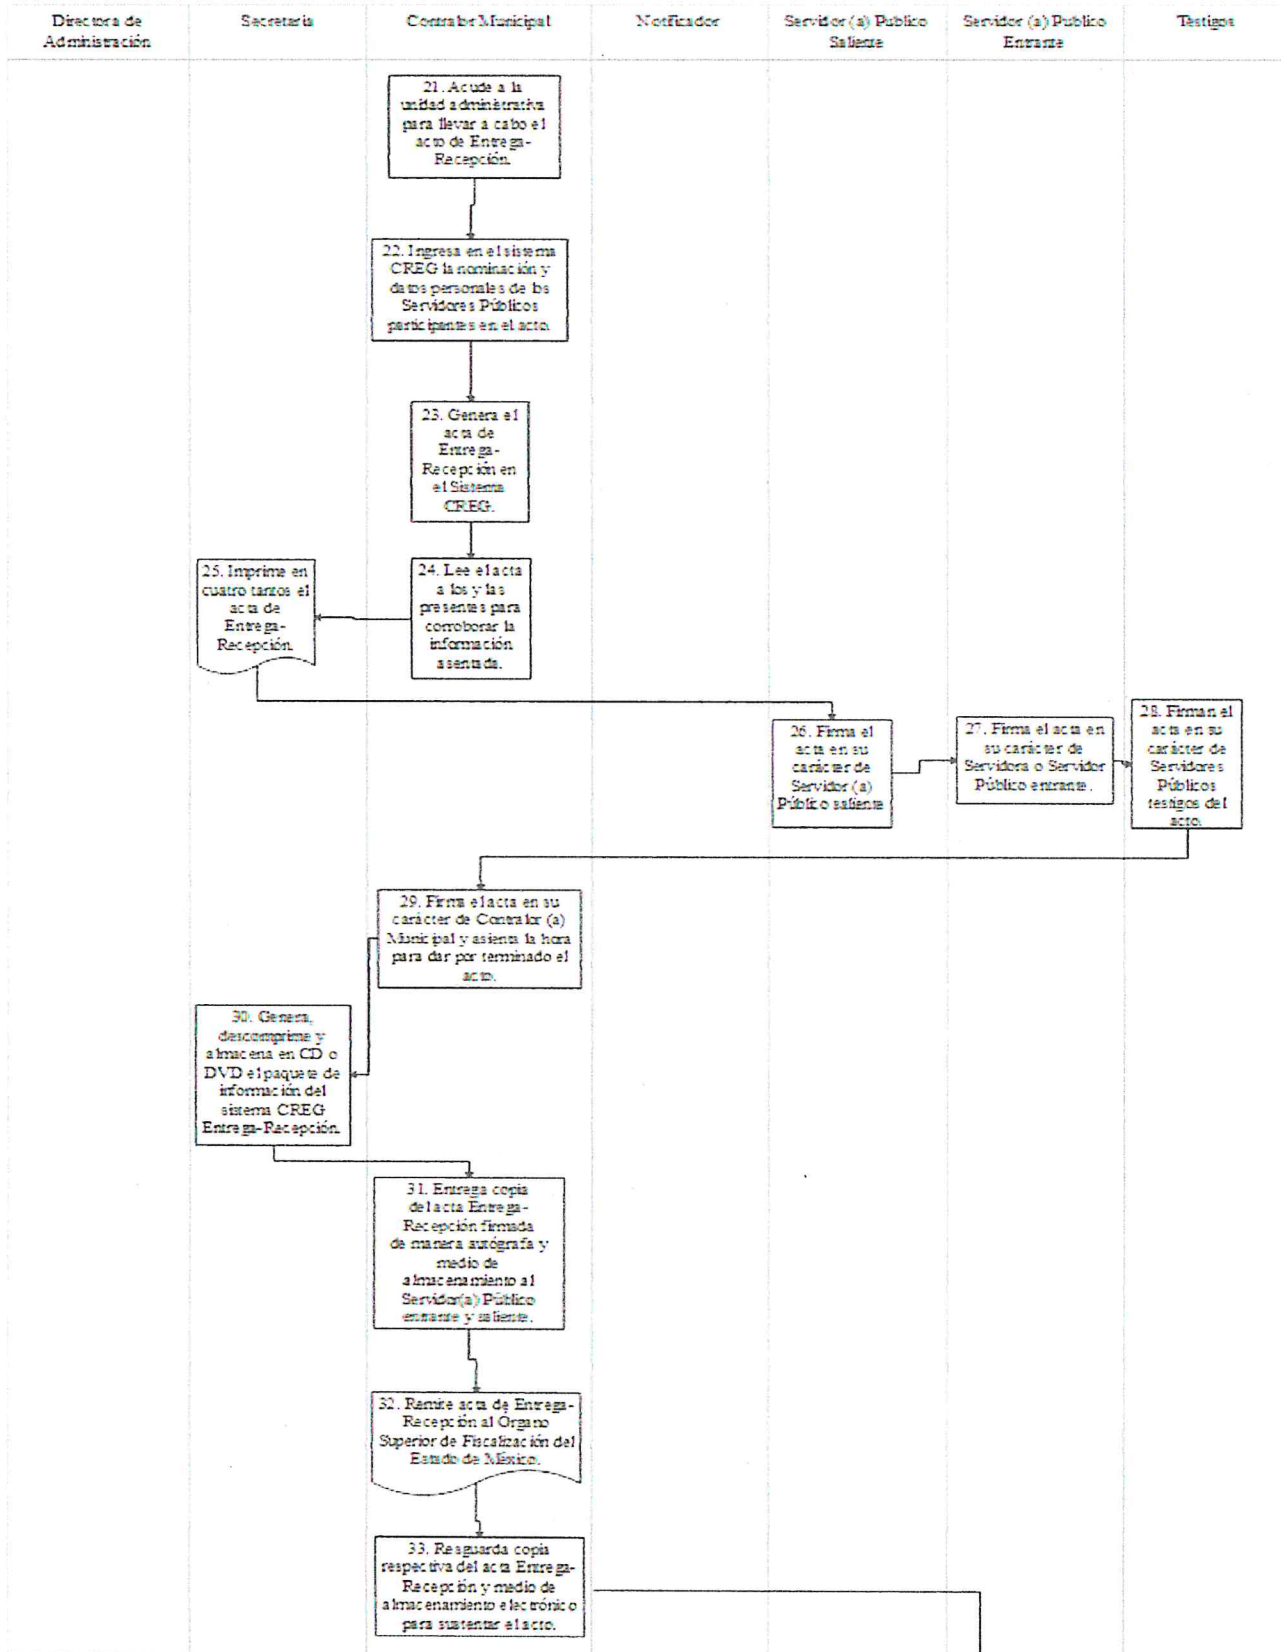 Directora de
Administración
Secretaria
Contralor Municipal
Notificador
Servidor (a) Publico
Saliente
Servidor (a) Publico
Entrante
Testigos
21. Acude a la
unidad administrativa
para llevar a cabo el
acto de Entrega-
Recepción.
22. Ingresa en el sistema
CREG la nominación y
datos personales de los
Servidores Públicos
participantes en el acto.
23. Genera el
acta de
Entrega-
Recepción en
el Sistema
CREG.
25. Imprime en
cuatro tantos el
acta de
Entrega-
Recepción.
24. Lee el acta
a los y las
presentes para
corroborar la
información
asentada.
26. Firma el
acta en su
carácter de
Servidor (a)
Público saliente
27. Firma el acta en
su carácter de
Servidora o Servidor
Público entrante.
28. Firman el
acta en su
carácter de
Servidores
Públicos
testigos del
acto.
29. Firma el acta en su
carácter de Contralor (a)
Municipal y asienta la hora
para dar por terminado el
acto.
30. Genera,
descomprime y
almacena en CD o
DVD el paquete de
información del
sistema CREG
Entrega-Recepción.
31. Entrega copia
del acta Entrega-
Recepción firmada
de manera autógrafa y
medio de
almacenamiento al
Servidor(a) Público
entrante y saliente.
32. Remite acta de Entrega-
Recepción al Órgano
Superior de Fiscalización del
Estado de México.
33. Resguarda copia
respectiva del acta Entrega-
Recepción y medio de
almacenamiento electrónico
para sustentar el acto.